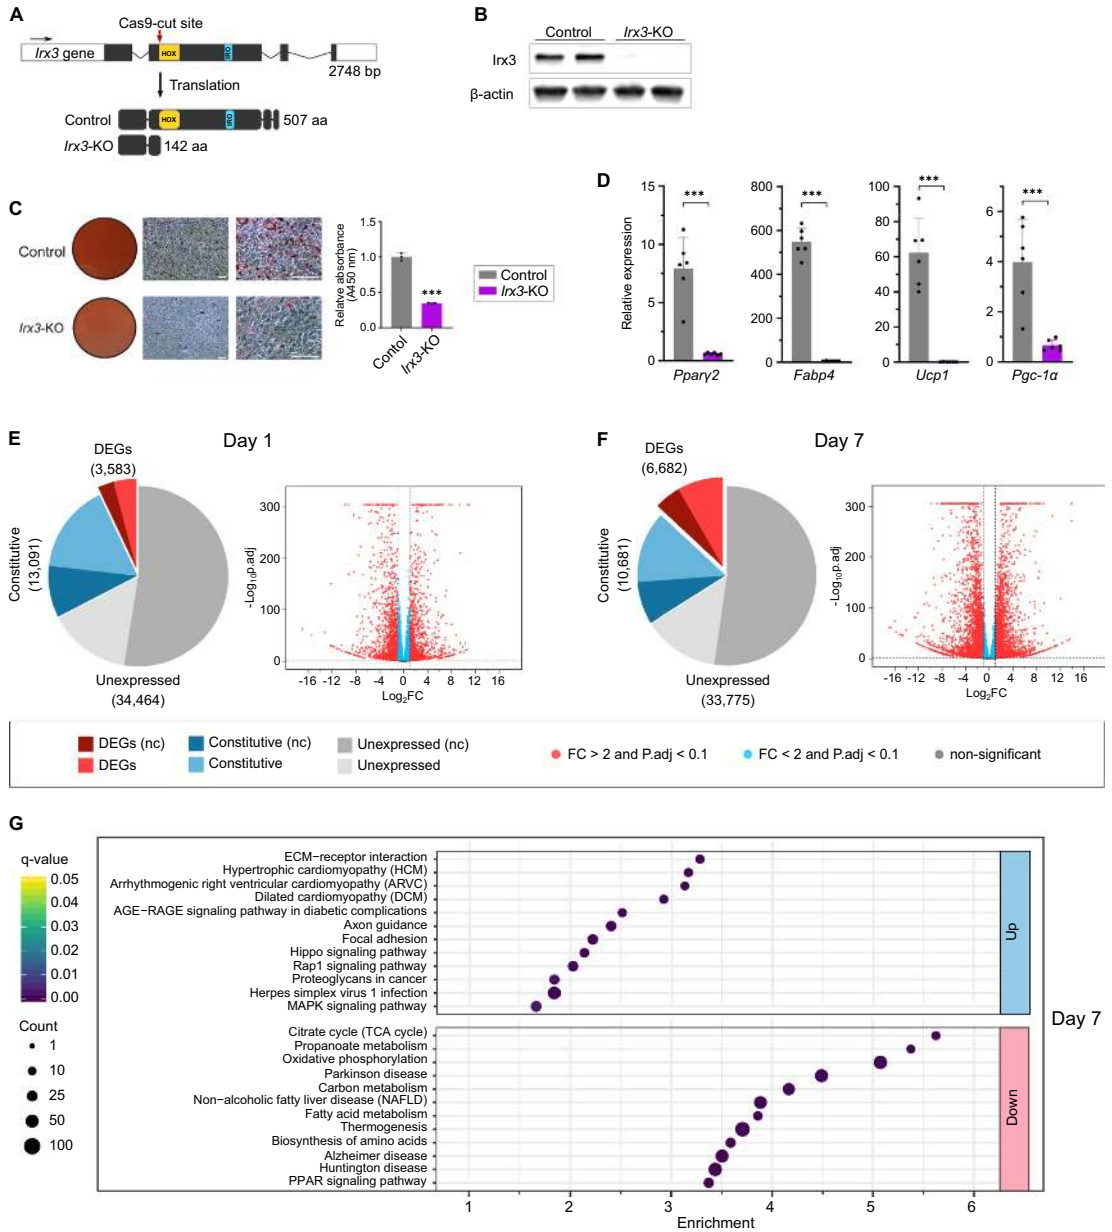 A
Cas9-cut site
Irx3 gene
HOX
IRO
2748 bp
Translation
Control
HOX
IRO
507 aa
Irx3-KO
142 aa
B
Control
Irx3-KO
Irx3
β-actin
C
Control
Irx3-KO
Relative absorbance
(A450 nm)
1.5
1.0
0.5
0.0
***
Contol
Irx3-KO
Control
Irx3-KO
D
Relative expression
15
10
5
0
***
Pparγ2
800
600
400
200
0
***
Fabp4
100
80
60
40
20
0
***
Ucp1
6
4
2
0
***
Pgc-1α
E
Day 1
DEGs
(3,583)
Constitutive
(13,091)
Unexpressed
(34,464)
-Log10p.adj
300
200
100
0
-16 -12 -8 -4 0 4 8 12 16
Log2FC
F
Day 7
DEGs
(6,682)
Constitutive
(10,681)
Unexpressed
(33,775)
-Log10p.adj
300
200
100
0
-16 -12 -8 -4 0 4 8 12 16
Log2FC
DEGs (nc)
DEGs
Constitutive (nc)
Constitutive
Unexpressed (nc)
Unexpressed
FC > 2 and P.adj < 0.1
FC < 2 and P.adj < 0.1
non-significant
G
q-value
0.05
0.04
0.03
0.02
0.01
0.00
Count
1
10
25
50
100
ECM−receptor interaction
Hypertrophic cardiomyopathy (HCM)
Arrhythmogenic right ventricular cardiomyopathy (ARVC)
Dilated cardiomyopathy (DCM)
AGE−RAGE signaling pathway in diabetic complications
Axon guidance
Focal adhesion
Hippo signaling pathway
Rap1 signaling pathway
Proteoglycans in cancer
Herpes simplex virus 1 infection
MAPK signaling pathway
Up
Citrate cycle (TCA cycle)
Propanoate metabolism
Oxidative phosphorylation
Parkinson disease
Carbon metabolism
Non-alcoholic fatty liver disease (NAFLD)
Fatty acid metabolism
Thermogenesis
Biosynthesis of amino acids
Alzheimer disease
Huntington disease
PPAR signaling pathway
Down
Day 7
1 2 3 4 5 6
Enrichment